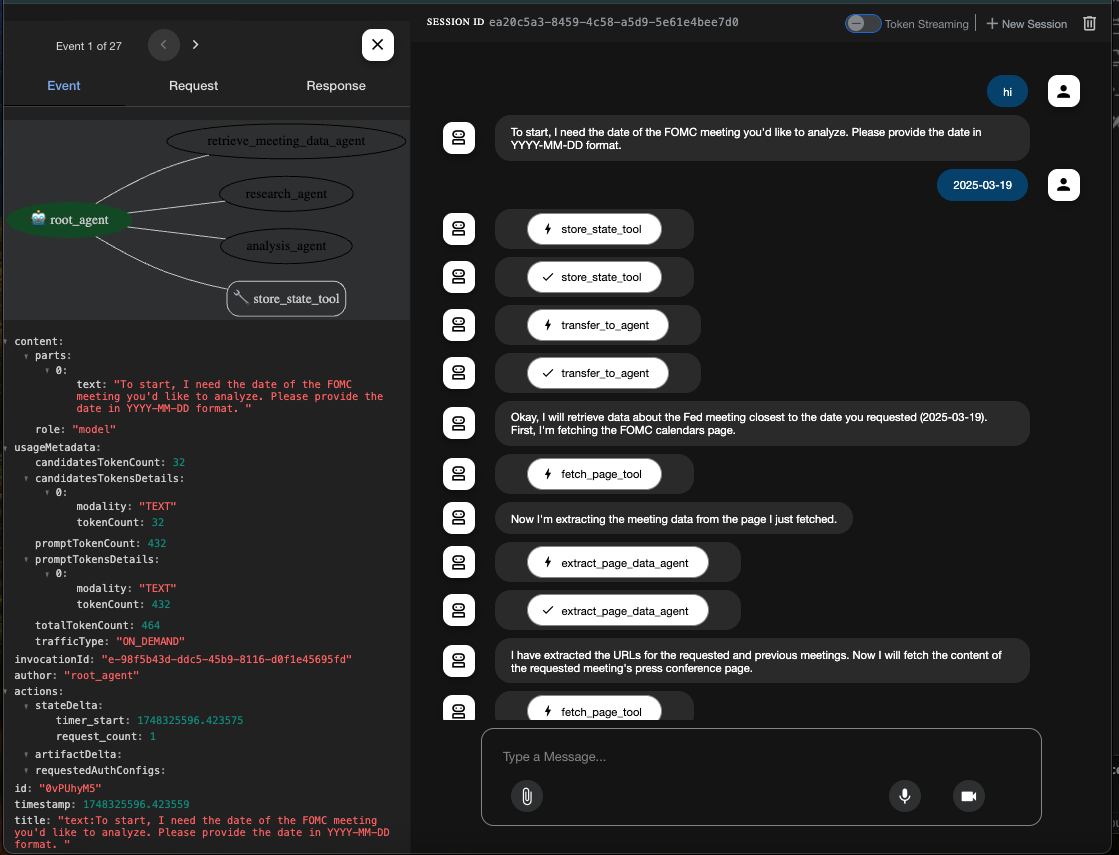 SESSION ID ea20c5a3-8459-4c58-a5d9-5e61e4bee7d0
Token Streaming
New Session
Event 1 of 27
Event
Request
Response
retrieve_meeting_data_agent
research_agent
root_agent
analysis_agent
store_state_tool
content:
parts:
0:
text: "To start, I need the date of the FOMC
meeting you'd like to analyze. Please provide the
date in YYYY-MM-DD format. "
role: "model"
usageMetadata:
candidatesTokenCount: 32
candidatesTokensDetails:
0:
modality: "TEXT"
tokenCount: 32
promptTokenCount: 432
promptTokensDetails:
0:
modality: "TEXT"
tokenCount: 432
totalTokenCount: 464
trafficType: "ON_DEMAND"
invocationId: "e-98f5b43d-ddc5-45b9-8116-d0f1e45695fd"
author: "root_agent"
actions:
stateDelta:
timer_start: 1748325596.423575
request_count: 1
artifactDelta:
requestedAuthConfigs:
id: "0vPUhyM5"
timestamp: 1748325596.423559
title: "text:To start, I need the date of the FOMC meeting
you'd like to analyze. Please provide the date in YYYY-MM-DD
format. "
hi
To start, I need the date of the FOMC meeting you'd like to analyze. Please provide the date in
YYYY-MM-DD format.
2025-03-19
store_state_tool
store_state_tool
transfer_to_agent
transfer_to_agent
Okay, I will retrieve data about the Fed meeting closest to the date you requested (2025-03-19).
First, I'm fetching the FOMC calendars page.
fetch_page_tool
Now I'm extracting the meeting data from the page I just fetched.
extract_page_data_agent
extract_page_data_agent
I have extracted the URLs for the requested and previous meetings. Now I will fetch the content of
the requested meeting's press conference page.
fetch_page_tool
Type a Message...